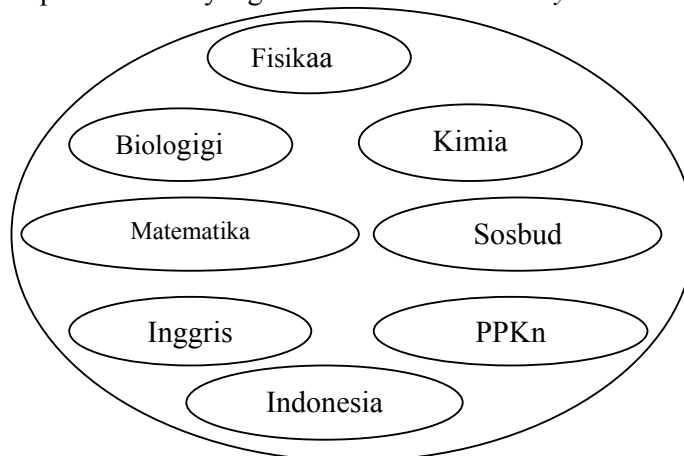 Fisikaa
Biologigi
Kimia
Matematika
Sosbud
Inggris
PPKn
Indonesia